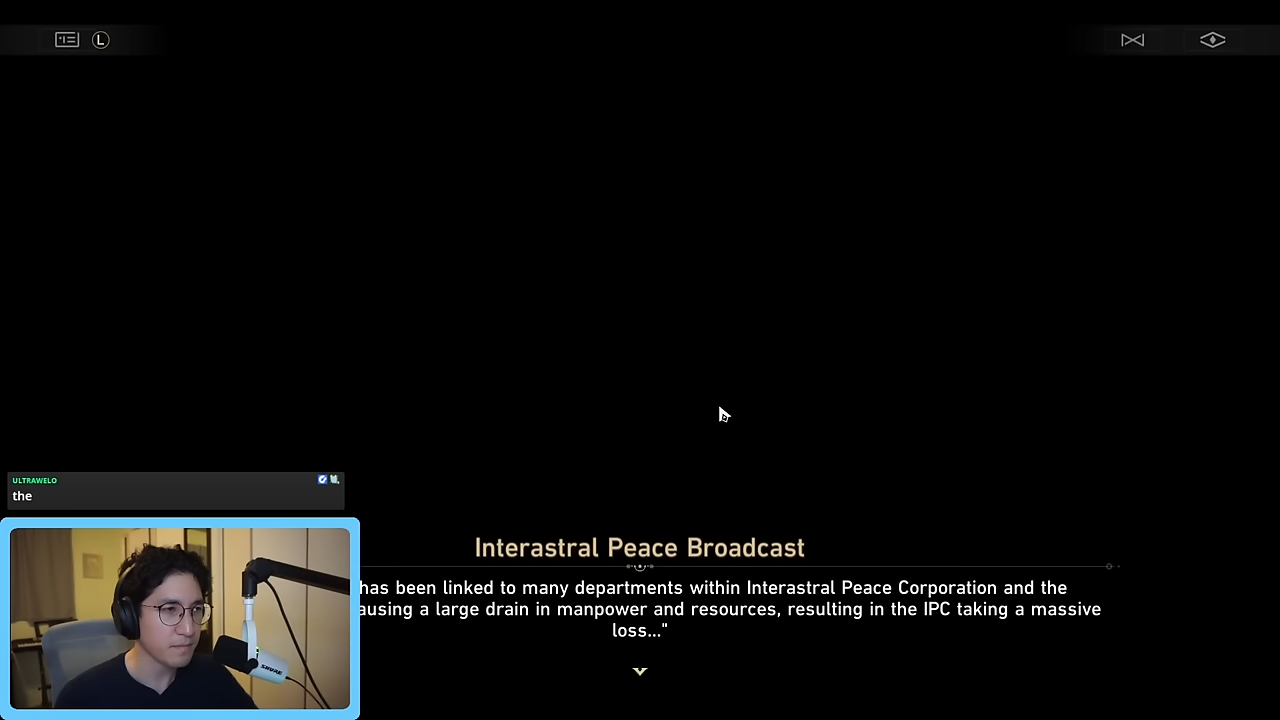 L
ULTRAWELO
the
Interastral Peace Broadcast
has been linked to many departments within Interastral Peace Corporation and the
ausing a large drain in manpower and resources, resulting in the IPC taking a massive
loss..."
SHURE